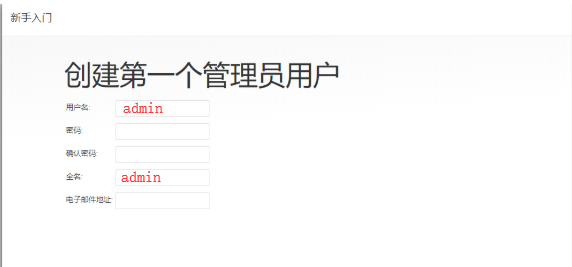 新手入门
创建第一个管理员用户
用户名: admin
密码:
确认密码:
全名: admin
电子邮件地址: